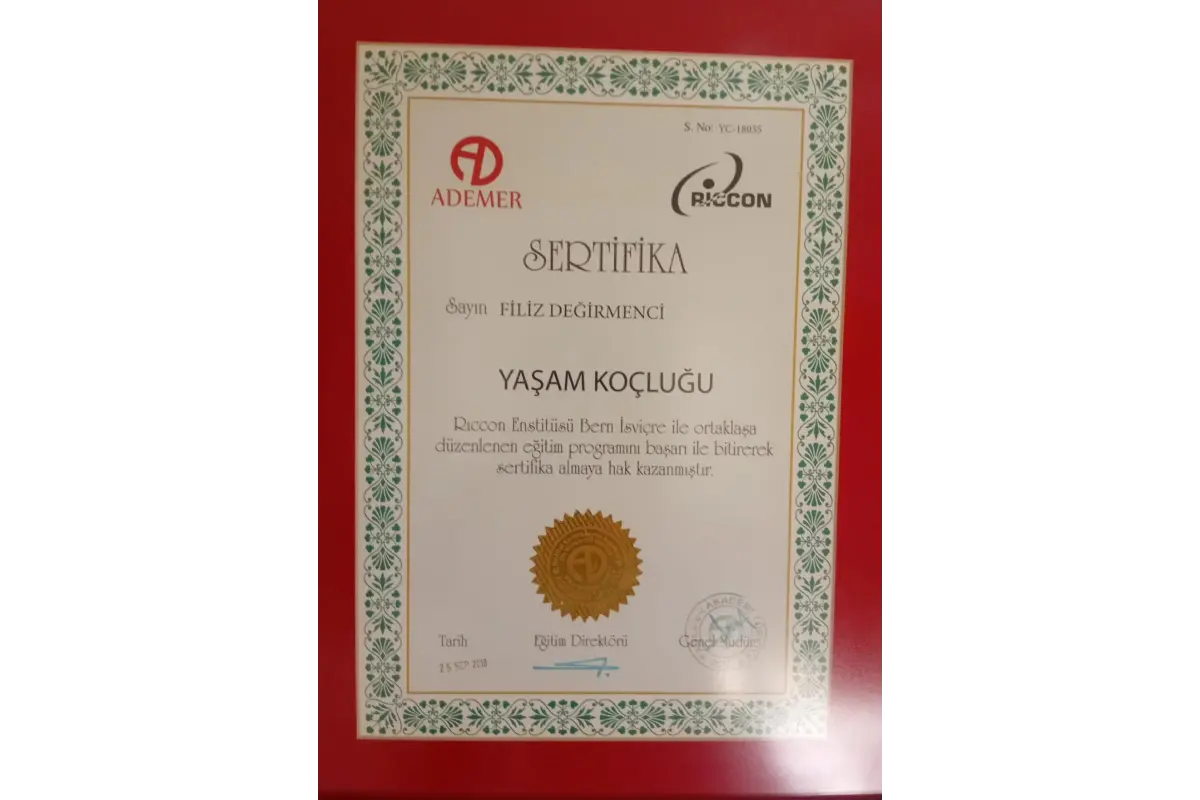 S. No: YC-18035
ADEMER
RICCON
SERTİFİKA
Sayın FİLİZ DEĞİRMENCİ
YAŞAM KOÇLUĞU
Rıccon Enstitüsü Bern İsviçre ile ortaklaşa
düzenlenen eğitim programını başarı ile bitirerek
sertifika almaya hak kazanmıştır.
Tarih Eğitim Direktörü Genel Müdür